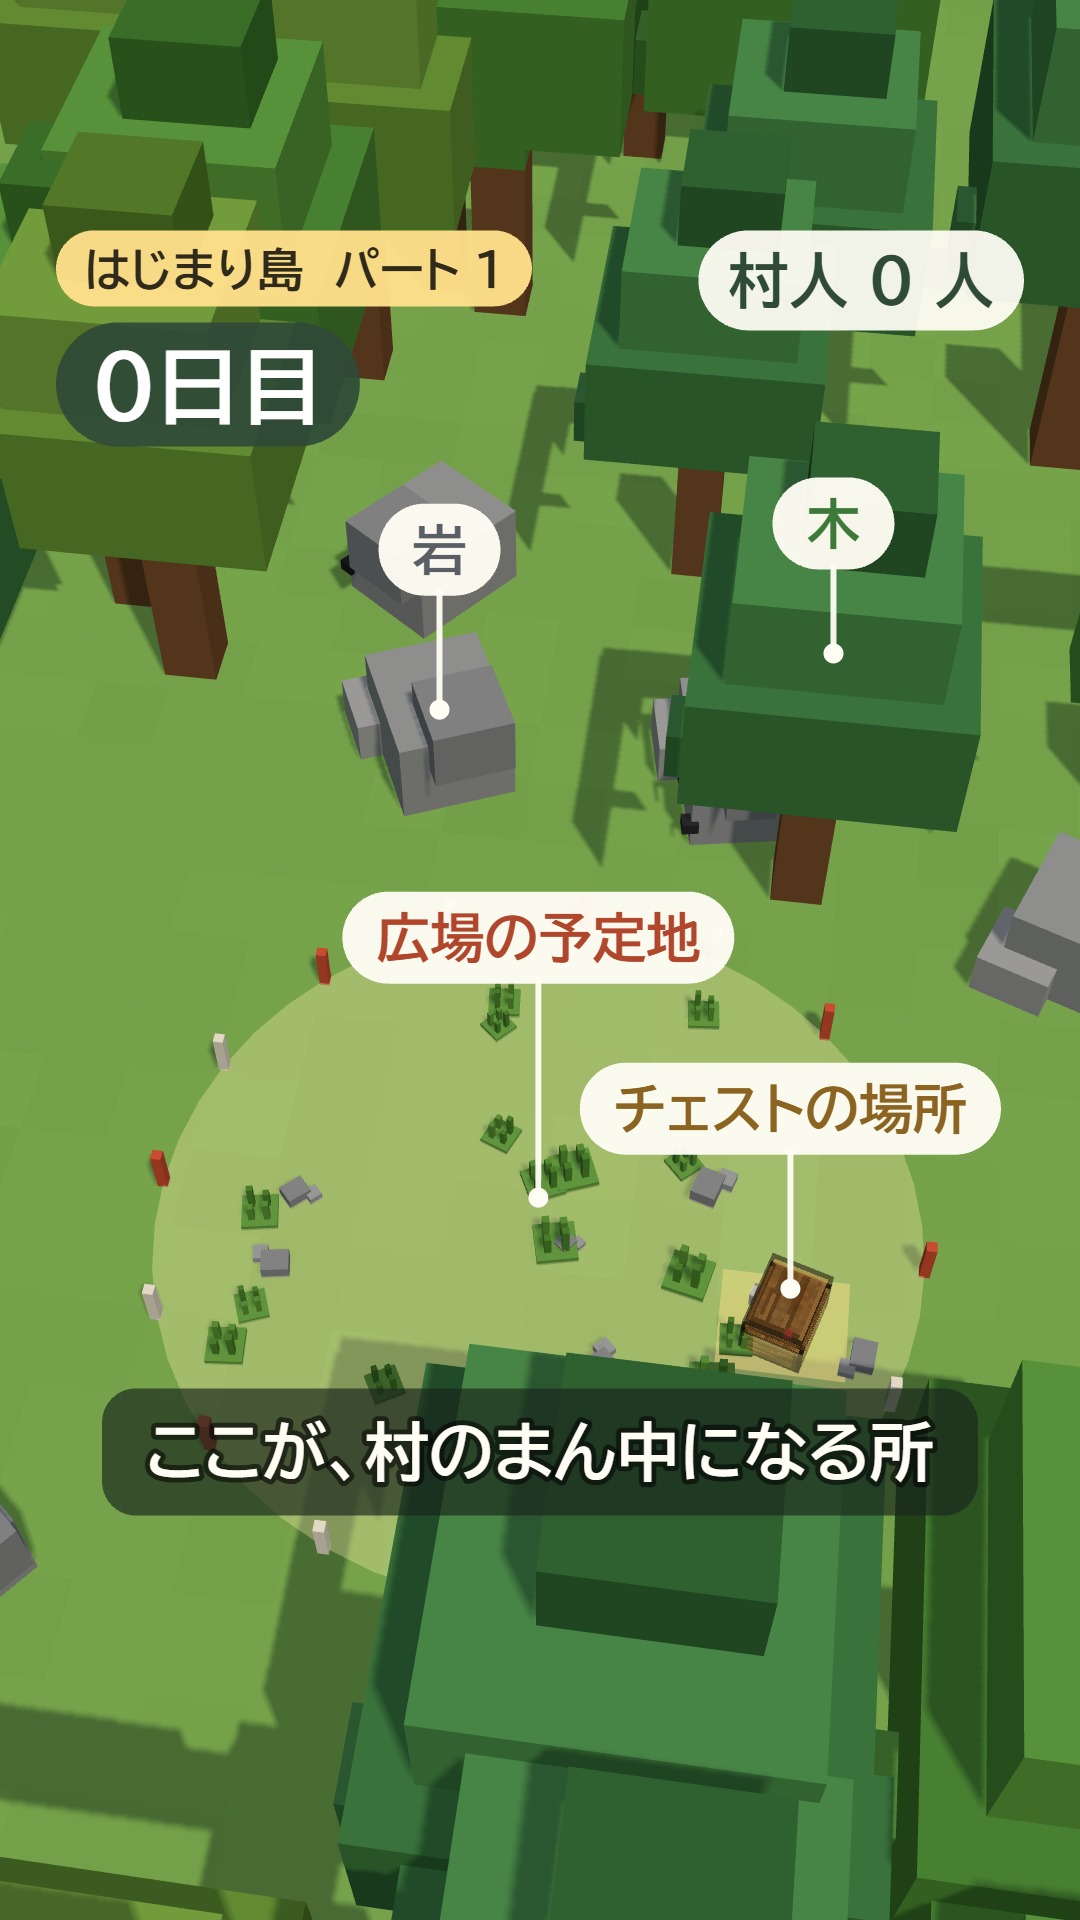 はじまり島 パート1
村人 0 人
0日目
岩
木
広場の予定地
チェストの場所
ここが、村のまん中になる所